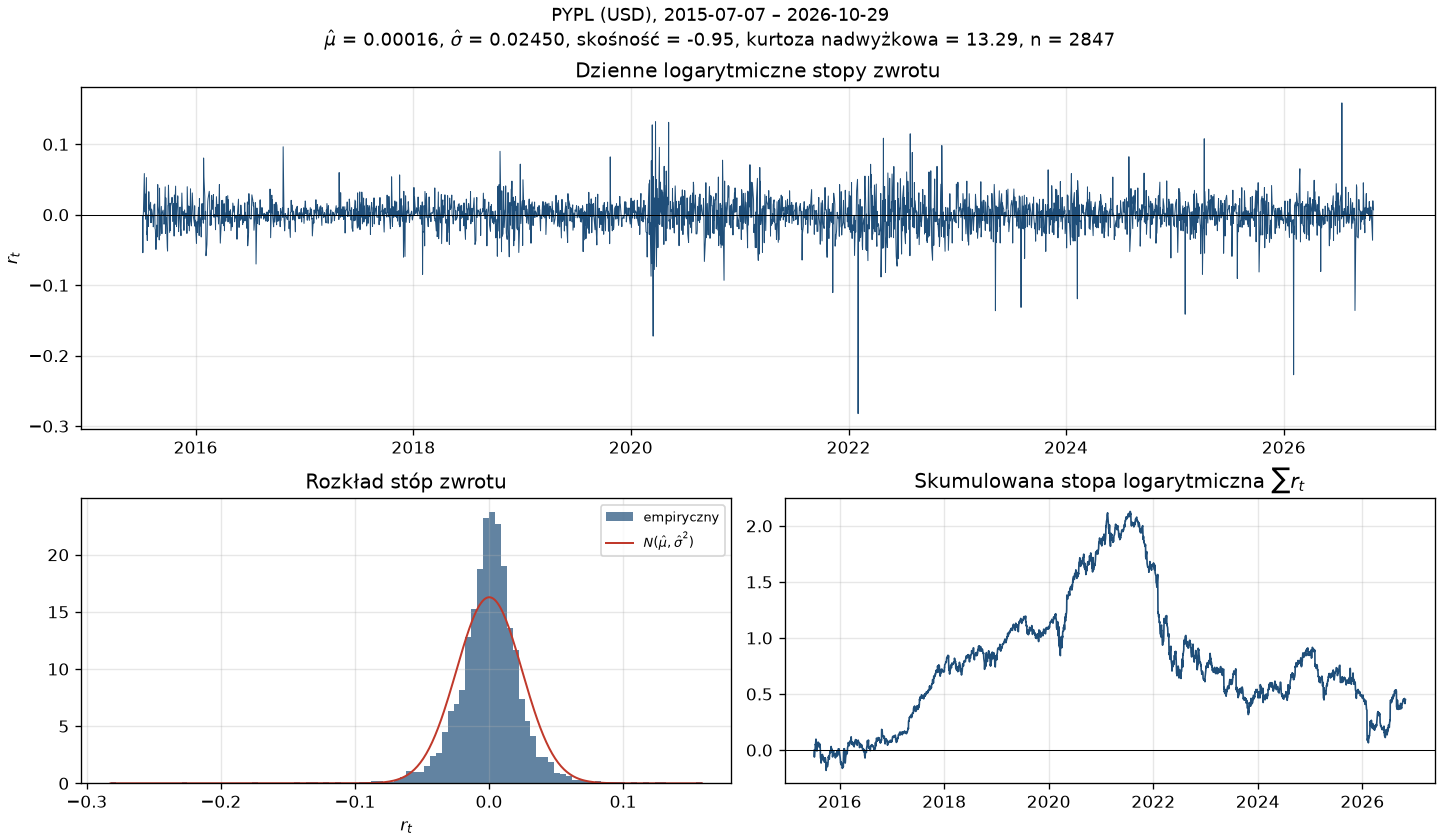 PYPL (USD), 2015-07-07 – 2026-10-29
μ̂ = 0.00016, σ̂ = 0.02450, skośność = -0.95, kurtoza nadwyżkowa = 13.29, n = 2847
Dzienne logarytmiczne stopy zwrotu
0.1
0.0
−0.1
−0.2
−0.3
r_t
2016 2018 2020 2022 2024 2026
Rozkład stóp zwrotu
empiryczny
N(μ̂, σ̂²)
20
15
10
5
0
−0.3 −0.2 −0.1 0.0 0.1
r_t
Skumulowana stopa logarytmiczna ∑r_t
2.0
1.5
1.0
0.5
0.0
2016 2018 2020 2022 2024 2026